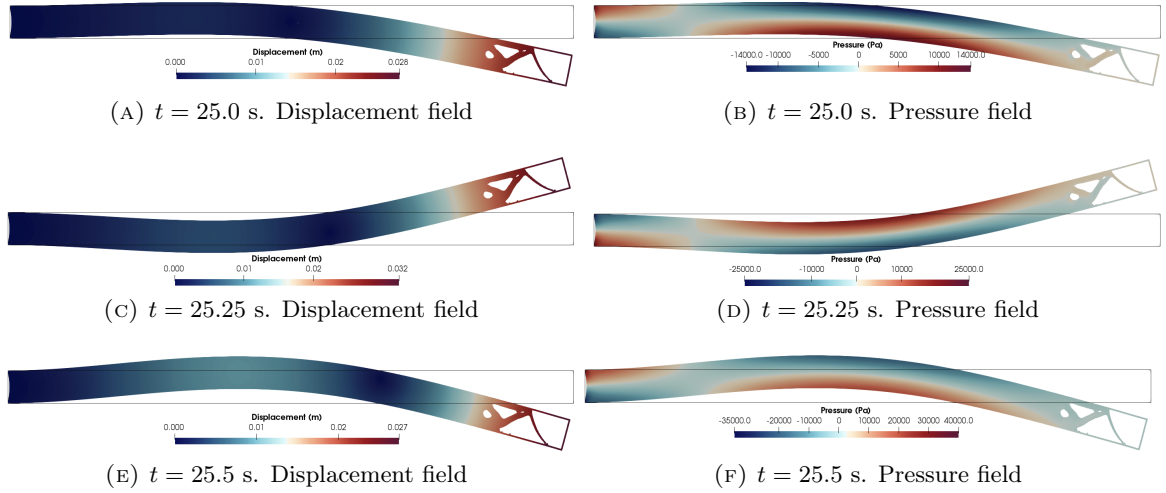 Displacement (m)
0.000 0.01 0.02 0.028
Pressure (Pa)
-14000.0 -10000 -5000 0 5000 10000 14000.0
(A) t = 25.0 s. Displacement field
(B) t = 25.0 s. Pressure field
Displacement (m)
0.000 0.01 0.02 0.032
Pressure (Pa)
-25000.0 -10000 0 10000 25000.0
(C) t = 25.25 s. Displacement field
(D) t = 25.25 s. Pressure field
Displacement (m)
0.000 0.01 0.02 0.027
Pressure (Pa)
-35000.0 -20000 -10000 0 10000 20000 30000 40000.0
(E) t = 25.5 s. Displacement field
(F) t = 25.5 s. Pressure field